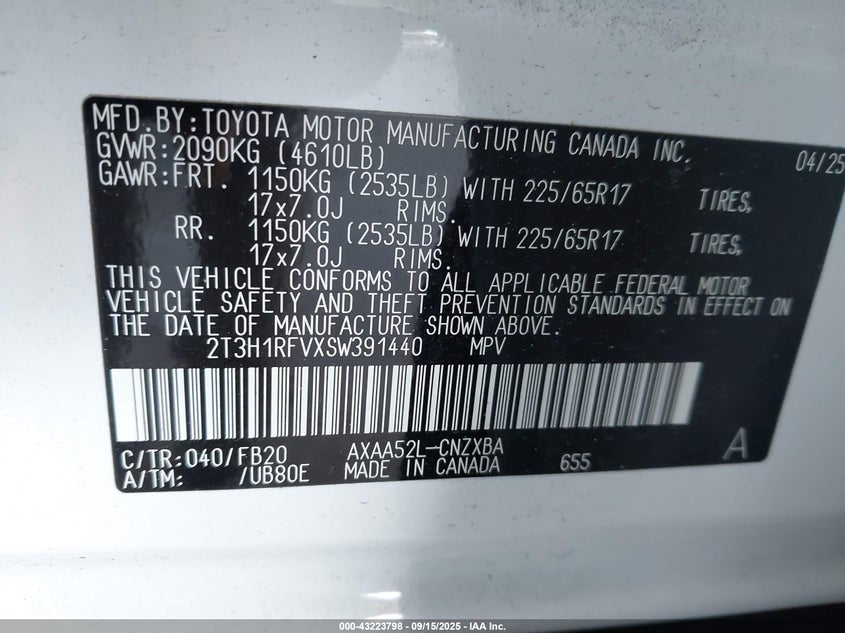 MFD.BY:TOYOTA MOTOR MANUFACTURING CANADA INC. 04/25
GVWR:2090KG (4610LB)
GAWR:FRT. 1150KG (2535LB) WITH 225/65R17 TIRES,
17x7.0J RIMS.
RR. 1150KG (2535LB) WITH 225/65R17 TIRES,
17x7.0J RIMS.
THIS VEHICLE CONFORMS TO ALL APPLICABLE FEDERAL MOTOR
VEHICLE SAFETY AND THEFT PREVENTION STANDARDS IN EFFECT ON
THE DATE OF MANUFACTURE SHOWN ABOVE.
2T3H1RFVXSW391440 MPV
C/TR:040/FB20 AXAA52L-CNZXBA A
A/TM: /UB80E MADE IN CANADA 655
000-43223798 - 09/15/2025 - IAA Inc.